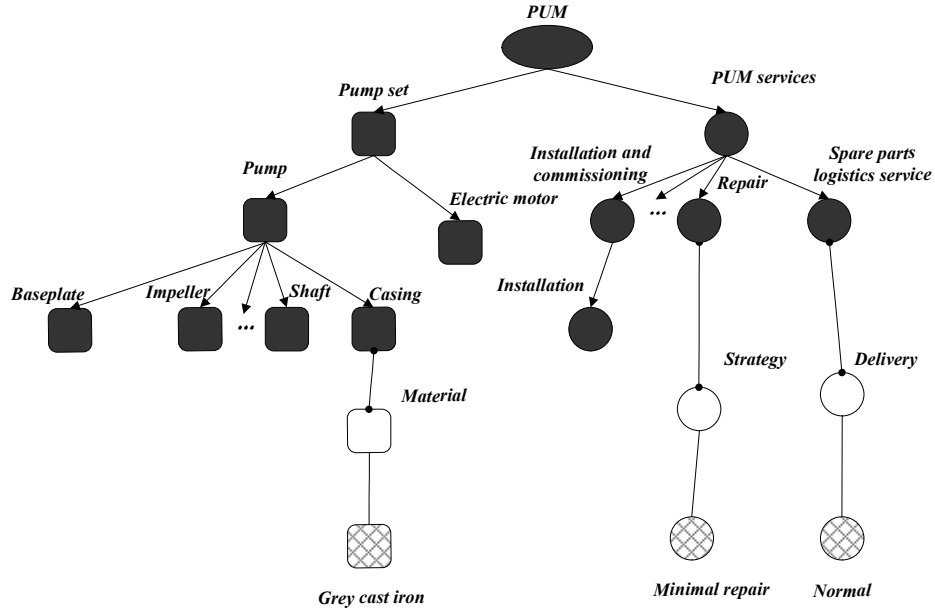 PUM
PUM services
Pump set
Installation and
commissioning
Spare parts
logistics service
Pump
Repair
Electric motor
...
Baseplate
Impeller
Shaft
Casing
...
Installation
Strategy
Delivery
Material
Grey cast iron
Minimal repair
Normal